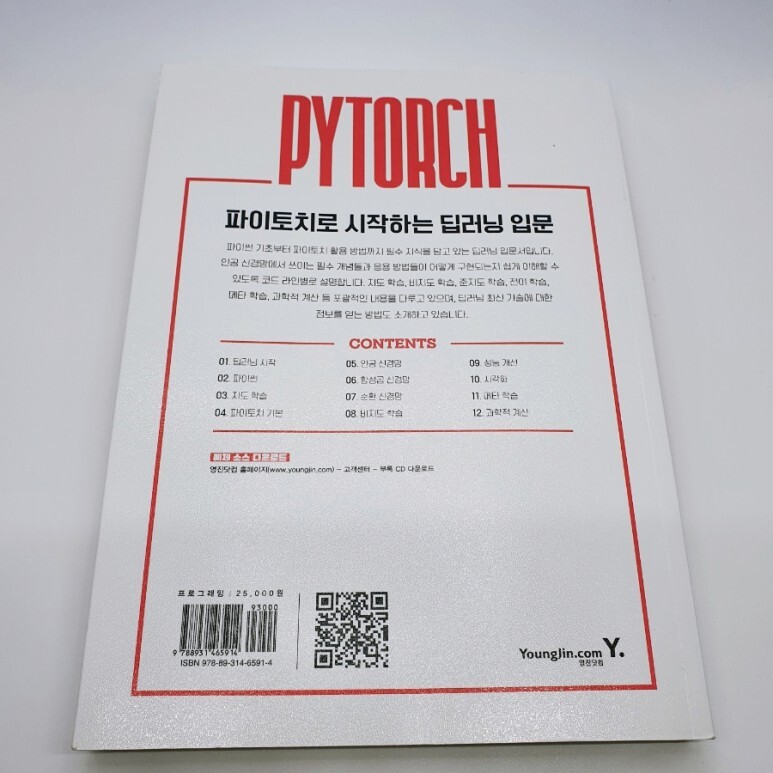 PYTORCH
파이토치로 시작하는 딥러닝 입문
파이썬 기초부터 파이토치 활용 방법까지 필수 지식을 담고 있는 딥러닝 입문서입니다.
인공 신경망에서 쓰이는 필수 개념들과 응용 방법들이 어떻게 구현되는지 쉽게 이해할 수
있도록 코드 라인별로 설명합니다. 지도 학습, 비지도 학습, 준지도 학습, 전이 학습,
메타 학습, 과학적 계산 등 포괄적인 내용을 다루고 있으며, 딥러닝 최신 기술에 대한
정보를 얻는 방법도 소개하고 있습니다.
CONTENTS
01. 딥러닝 시작
02. 파이썬
03. 지도 학습
04. 파이토치 기본
05. 인공 신경망
06. 합성곱 신경망
07. 순환 신경망
08. 비지도 학습
09. 성능 개선
10. 시각화
11. 메타 학습
12. 과학적 계산
예제 소스 다운로드
영진닷컴 홈페이지(www.youngjin.com) – 고객센터 – 부록 CD 다운로드
프로그래밍 : 25,000원
93000
9 788931 465914
ISBN 978-89-314-6591-4
YoungJin.com Y.
영진닷컴